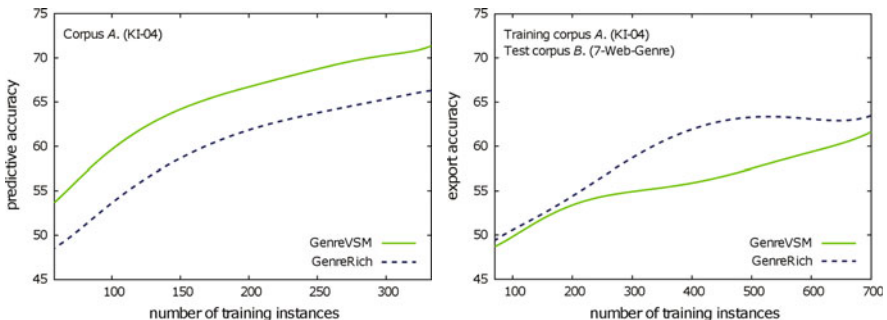 Corpus A. (KI-04)
75
70
65
60
55
50
45
predictive accuracy
GenreVSM
GenreRich
100
150
200
250
300
number of training instances
Training corpus A. (KI-04)
Test corpus B. (7-Web-Genre)
75
70
65
60
55
50
45
export accuracy
GenreVSM
GenreRich
100
200
300
400
500
600
700
number of training instances